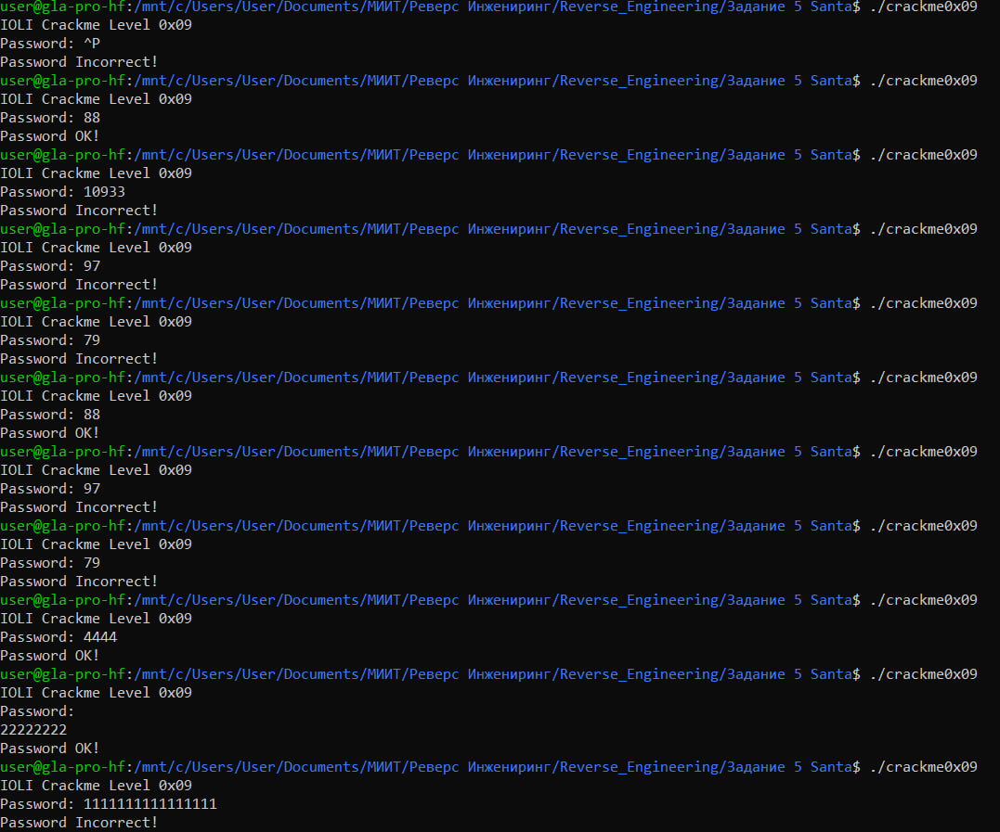 user@gla-pro-hf:/mnt/c/Users/User/Documents/МИИТ/Реверс Инжениринг/Reverse_Engineering/Задание 5 Santa$ ./crackme0x09
IOLI Crackme Level 0x09
Password: ^P
Password Incorrect!
user@gla-pro-hf:/mnt/c/Users/User/Documents/МИИТ/Реверс Инжениринг/Reverse_Engineering/Задание 5 Santa$ ./crackme0x09
IOLI Crackme Level 0x09
Password: 88
Password OK!
user@gla-pro-hf:/mnt/c/Users/User/Documents/МИИТ/Реверс Инжениринг/Reverse_Engineering/Задание 5 Santa$ ./crackme0x09
IOLI Crackme Level 0x09
Password: 10933
Password Incorrect!
user@gla-pro-hf:/mnt/c/Users/User/Documents/МИИТ/Реверс Инжениринг/Reverse_Engineering/Задание 5 Santa$ ./crackme0x09
IOLI Crackme Level 0x09
Password: 97
Password Incorrect!
user@gla-pro-hf:/mnt/c/Users/User/Documents/МИИТ/Реверс Инжениринг/Reverse_Engineering/Задание 5 Santa$ ./crackme0x09
IOLI Crackme Level 0x09
Password: 79
Password Incorrect!
user@gla-pro-hf:/mnt/c/Users/User/Documents/МИИТ/Реверс Инжениринг/Reverse_Engineering/Задание 5 Santa$ ./crackme0x09
IOLI Crackme Level 0x09
Password: 88
Password OK!
user@gla-pro-hf:/mnt/c/Users/User/Documents/МИИТ/Реверс Инжениринг/Reverse_Engineering/Задание 5 Santa$ ./crackme0x09
IOLI Crackme Level 0x09
Password: 97
Password Incorrect!
user@gla-pro-hf:/mnt/c/Users/User/Documents/МИИТ/Реверс Инжениринг/Reverse_Engineering/Задание 5 Santa$ ./crackme0x09
IOLI Crackme Level 0x09
Password: 79
Password Incorrect!
user@gla-pro-hf:/mnt/c/Users/User/Documents/МИИТ/Реверс Инжениринг/Reverse_Engineering/Задание 5 Santa$ ./crackme0x09
IOLI Crackme Level 0x09
Password: 4444
Password OK!
user@gla-pro-hf:/mnt/c/Users/User/Documents/МИИТ/Реверс Инжениринг/Reverse_Engineering/Задание 5 Santa$ ./crackme0x09
IOLI Crackme Level 0x09
Password:
22222222
Password OK!
user@gla-pro-hf:/mnt/c/Users/User/Documents/МИИТ/Реверс Инжениринг/Reverse_Engineering/Задание 5 Santa$ ./crackme0x09
IOLI Crackme Level 0x09
Password: 1111111111111111
Password Incorrect!